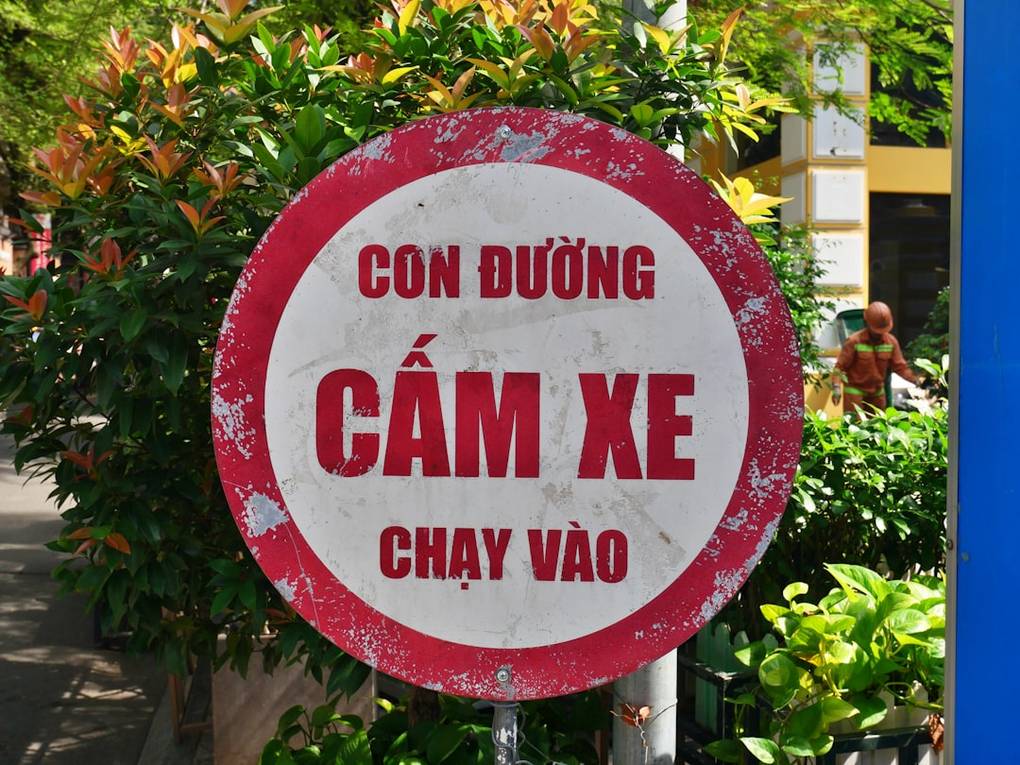 CON ĐƯỜNG
CẤM XE
CHẠY VÀO